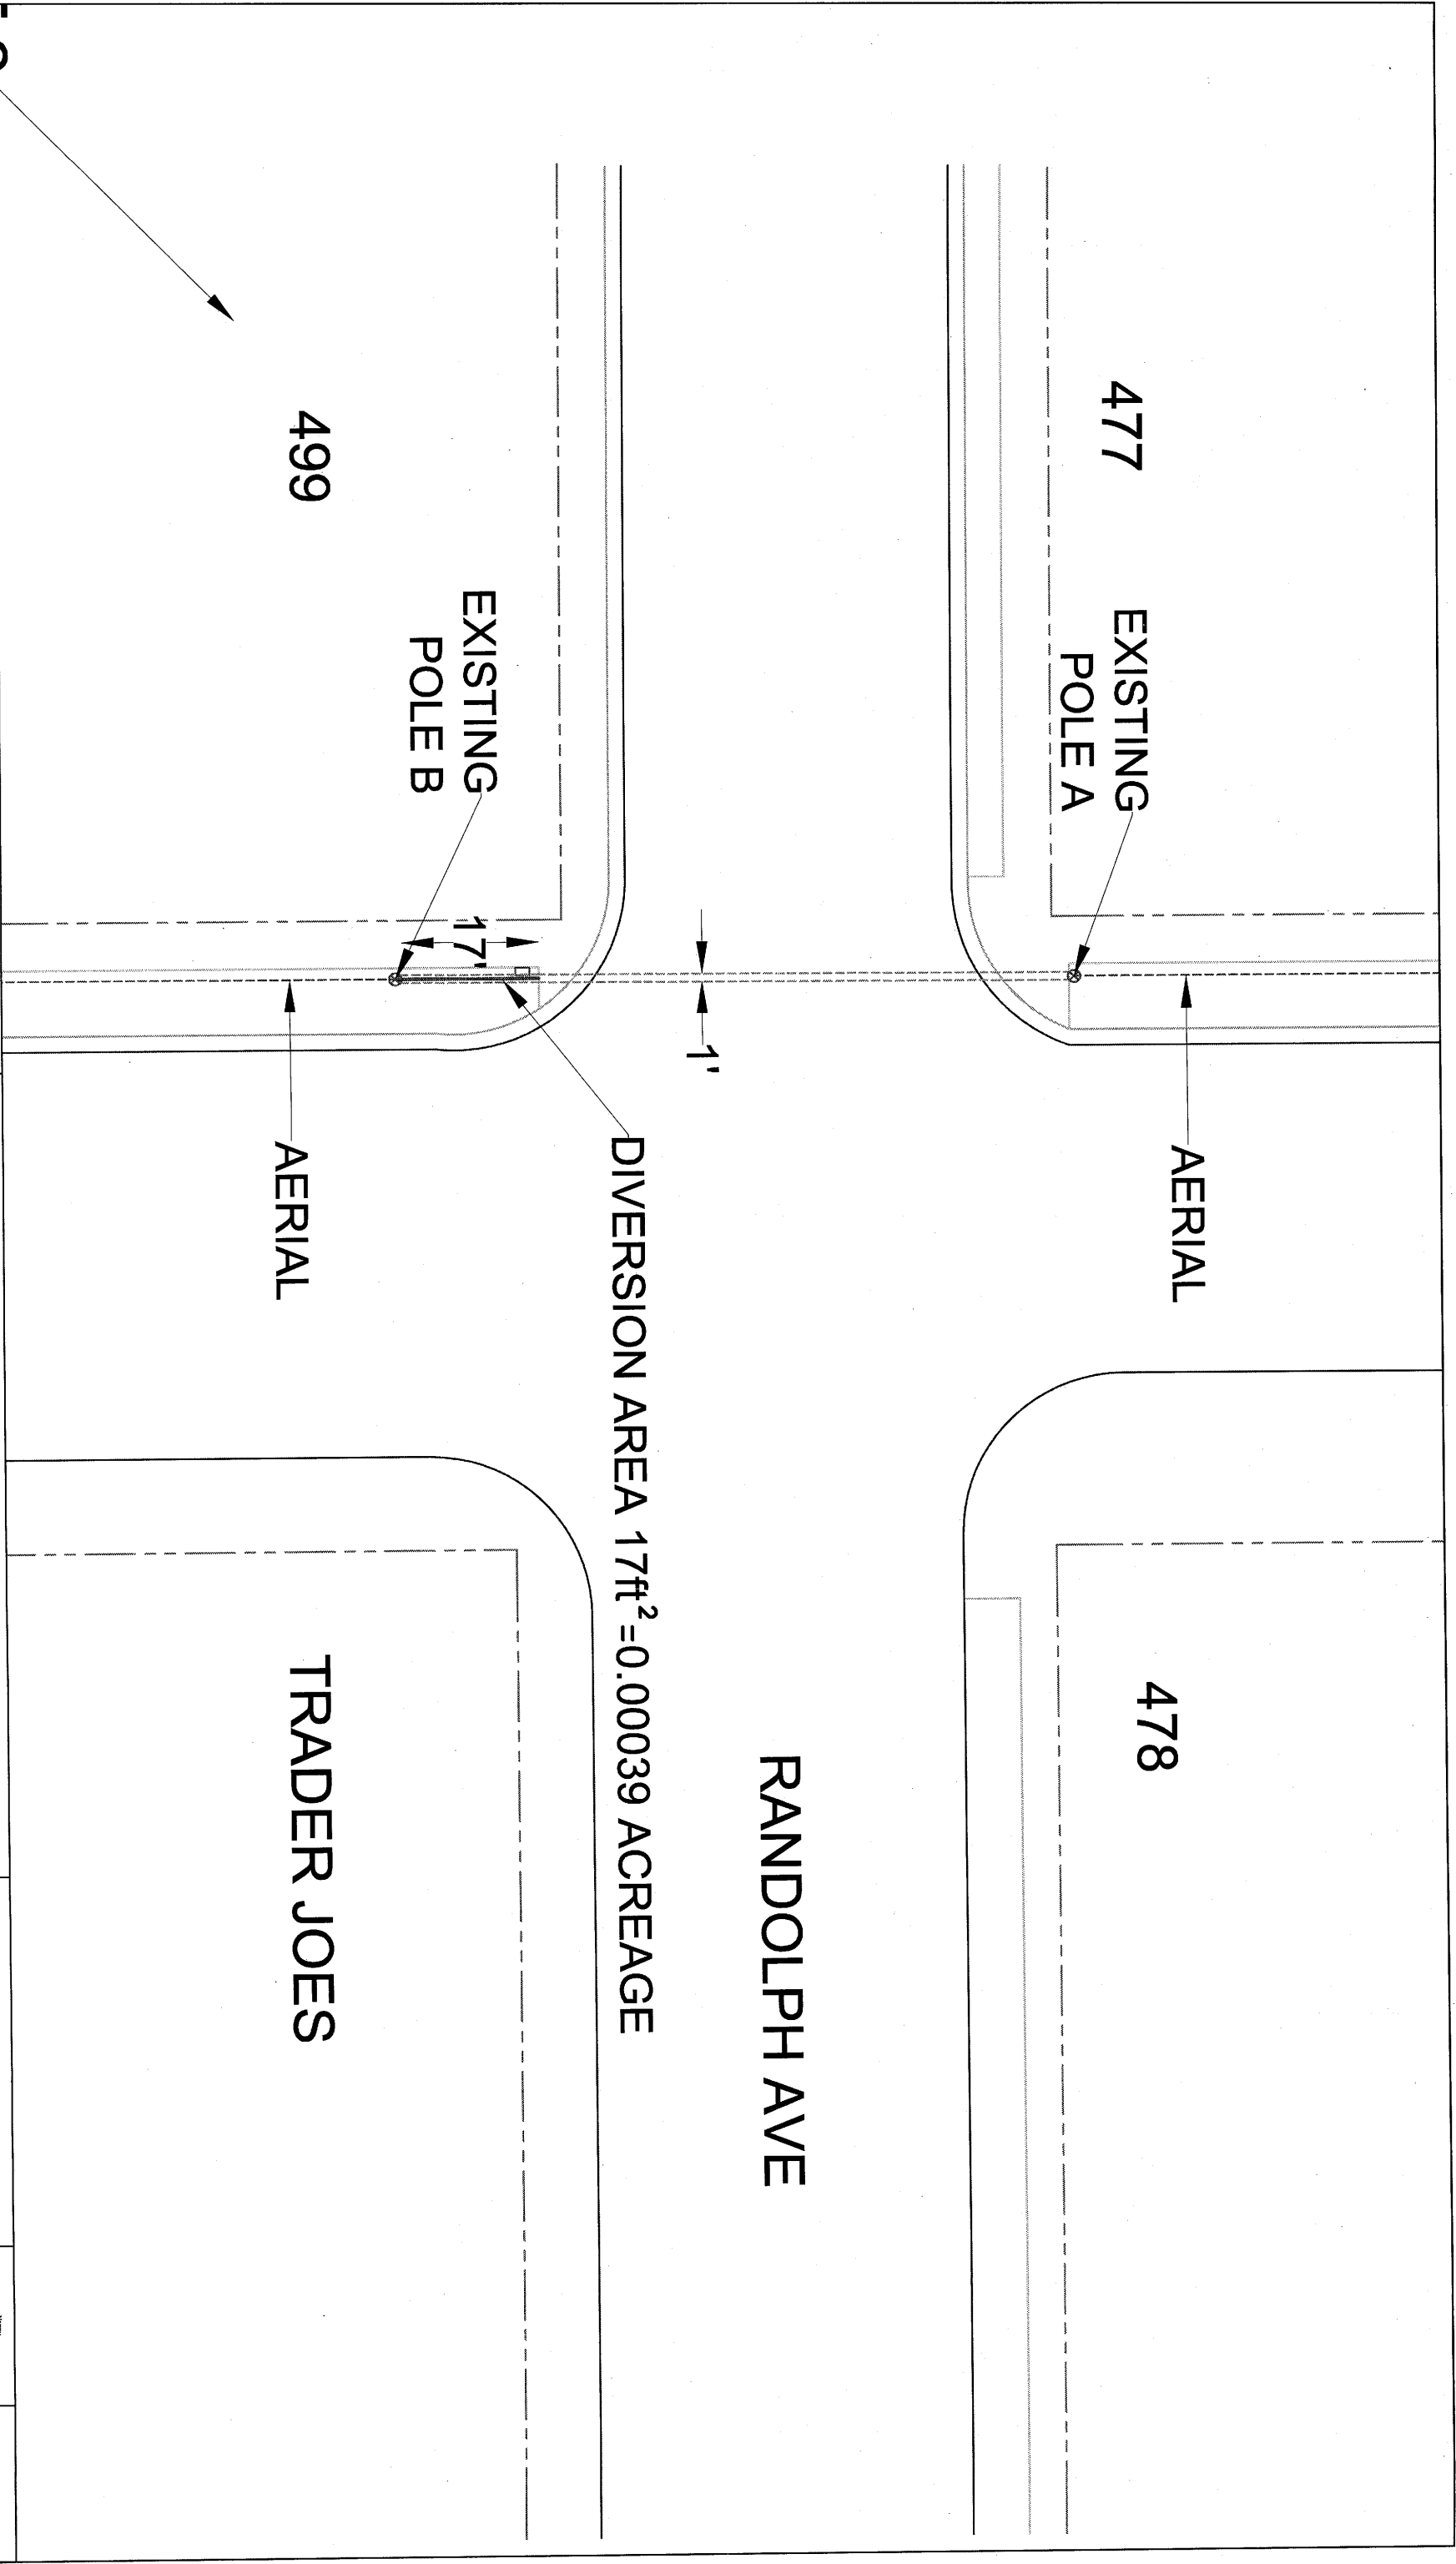 477
EXISTING
POLE A
AERIAL
478
RANDOLPH AVE
1'
DIVERSION AREA 17ft²=0.00039 ACREAGE
17'
EXISTING
POLE B
499
AERIAL
TRADER JOES